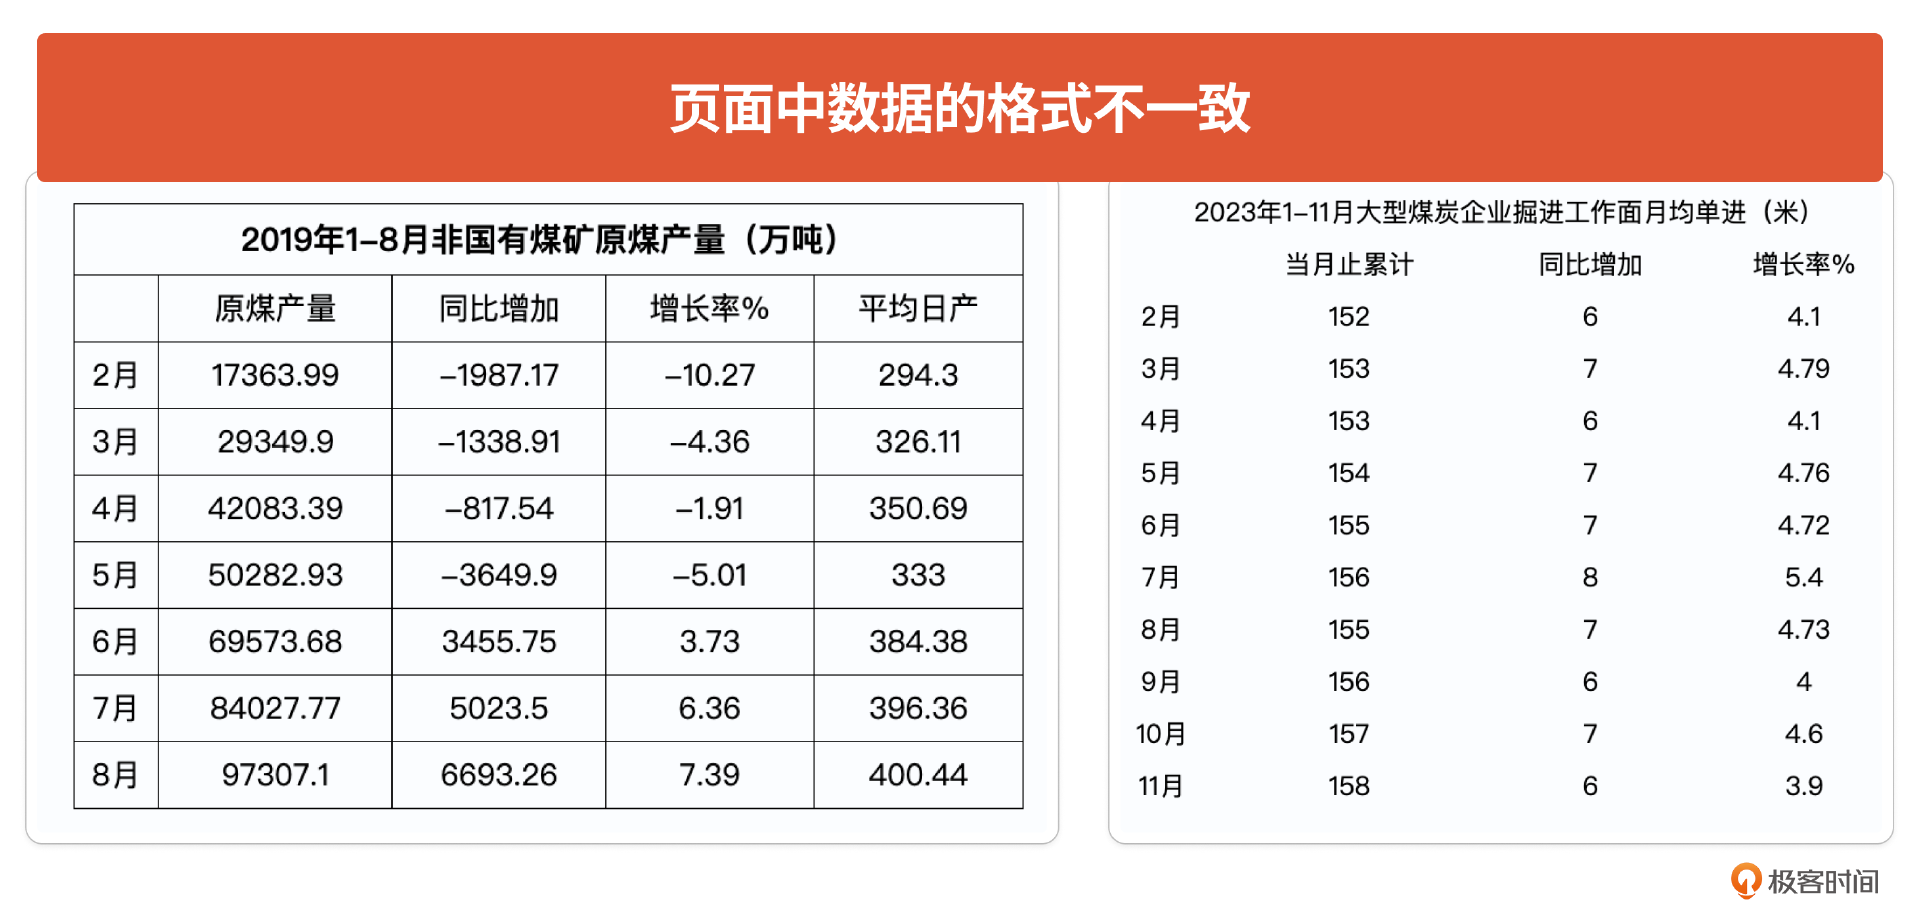 页面中数据的格式不一致
2019年1–8月非国有煤矿原煤产量（万吨）
原煤产量 同比增加 增长率% 平均日产
2月 17363.99 –1987.17 –10.27 294.3
3月 29349.9 –1338.91 –4.36 326.11
4月 42083.39 –817.54 –1.91 350.69
5月 50282.93 –3649.9 –5.01 333
6月 69573.68 3455.75 3.73 384.38
7月 84027.77 5023.5 6.36 396.36
8月 97307.1 6693.26 7.39 400.44
2023年1–11月大型煤炭企业掘进工作面月均单进（米）
当月止累计 同比增加 增长率%
2月 152 6 4.1
3月 153 7 4.79
4月 153 6 4.1
5月 154 7 4.76
6月 155 7 4.72
7月 156 8 5.4
8月 155 7 4.73
9月 156 6 4
10月 157 7 4.6
11月 158 6 3.9
极客时间